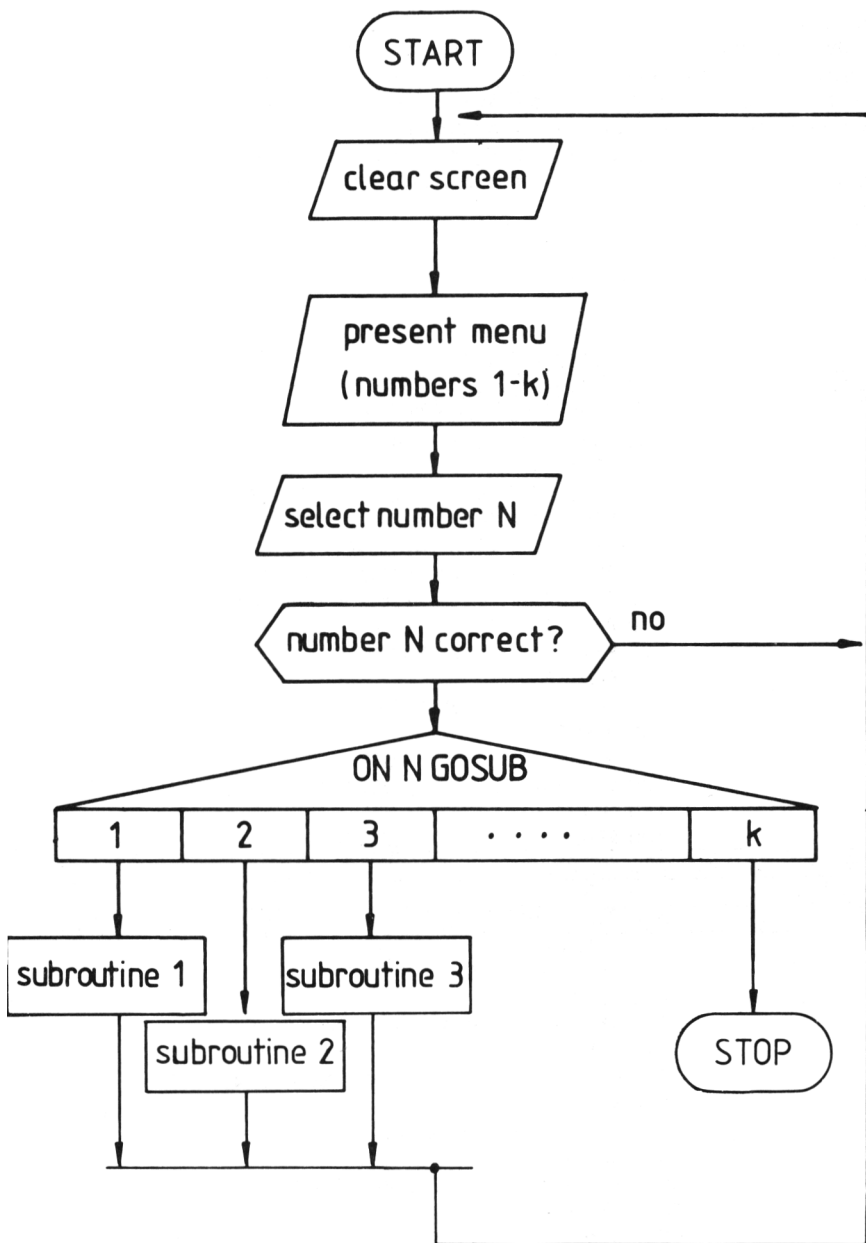 START
clear screen
present menu
(numbers 1-k)
select number N
number N correct?
no
ON N GOSUB
1 2 3 . . . . k
subroutine 1
subroutine 3
subroutine 2
STOP